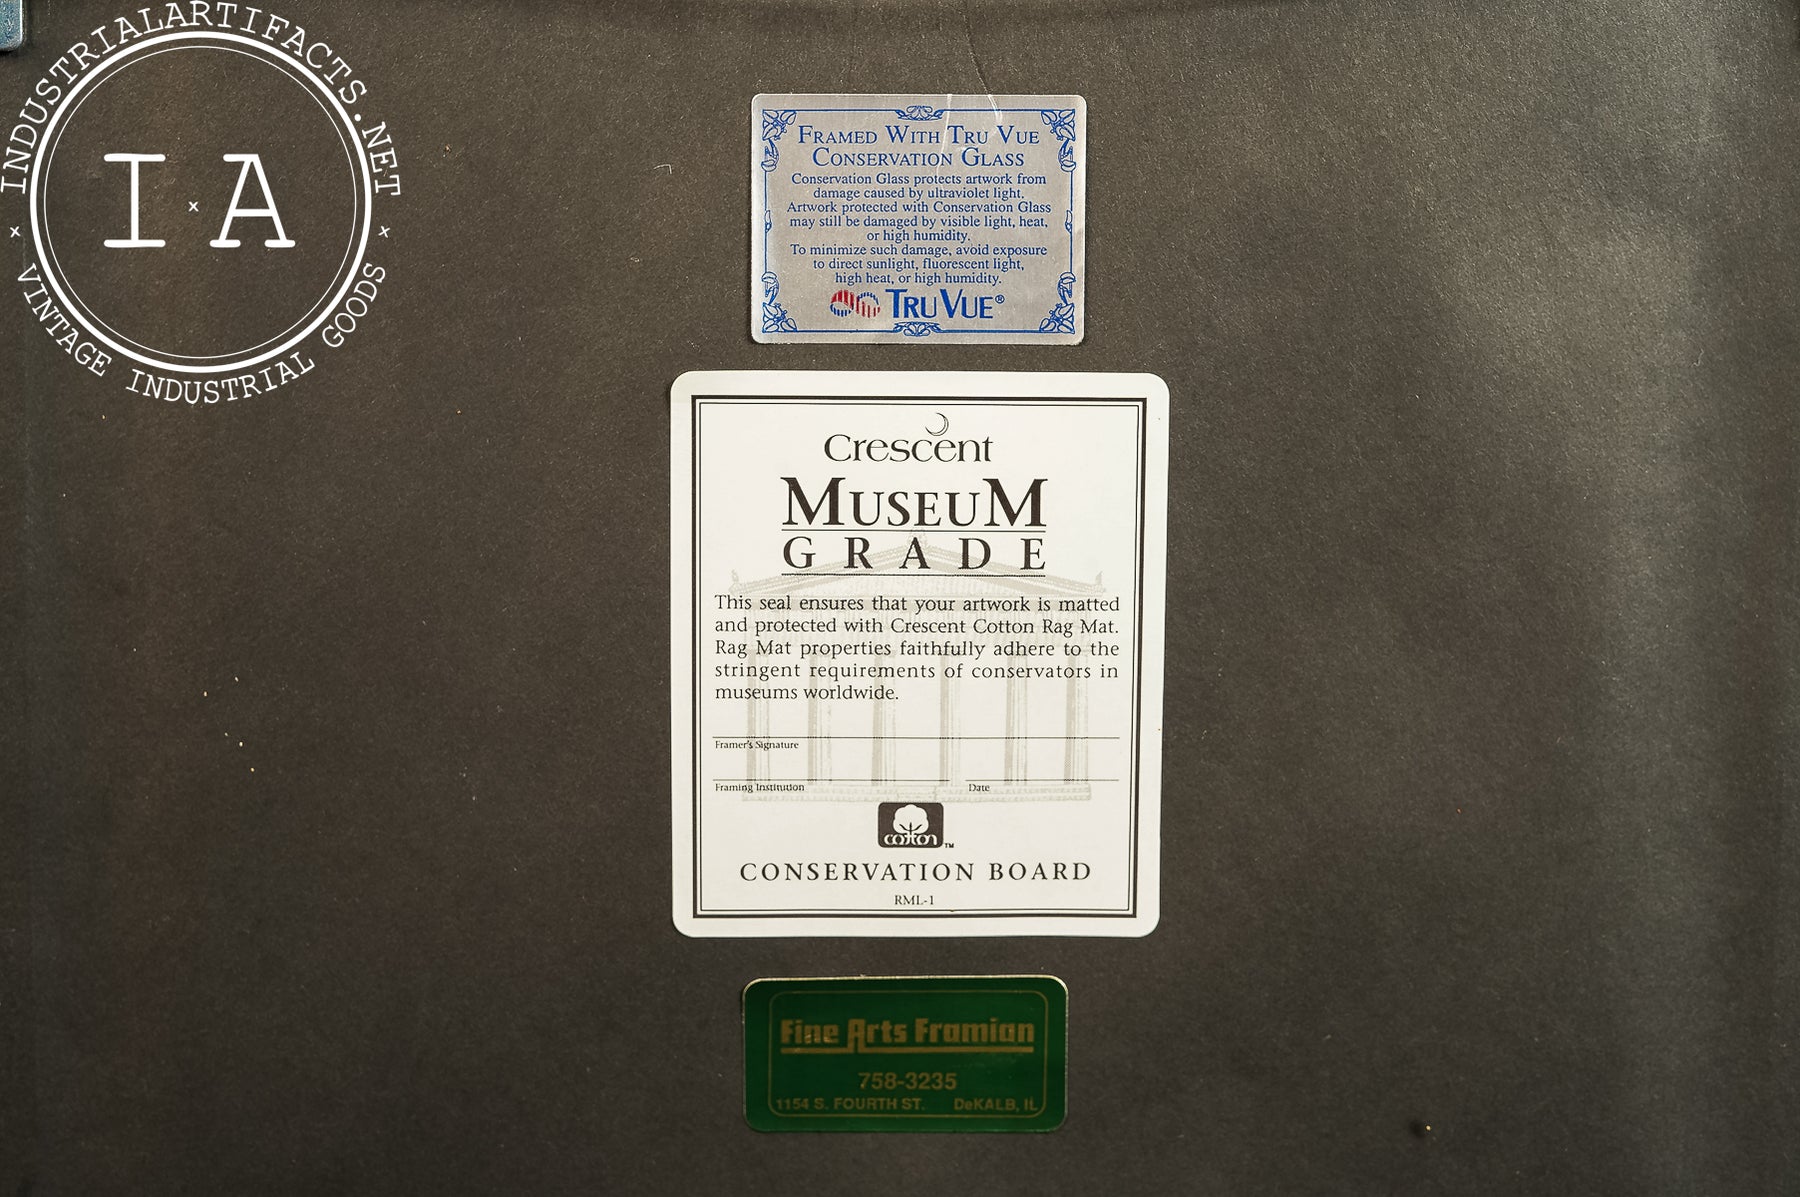 INDUSTRIALARTIFACTS.NET
I x A
VINTAGE INDUSTRIAL GOODS
FRAMED WITH TRU VUE
CONSERVATION GLASS
Conservation Glass protects artwork from
damage caused by ultraviolet light.
Artwork protected with Conservation Glass
may still be damaged by visible light, heat,
or high humidity.
To minimize such damage, avoid exposure
to direct sunlight, fluorescent light,
high heat, or high humidity.
TRU VUE®
Crescent
MUSEUM
GRADE
This seal ensures that your artwork is matted
and protected with Crescent Cotton Rag Mat.
Rag Mat properties faithfully adhere to the
stringent requirements of conservators in
museums worldwide.
Framer's Signature
Framing Institution Date
cotton™
CONSERVATION BOARD
RML-1
Fine Arts Framian
758-3235
1154 S. FOURTH ST. DeKALB, IL